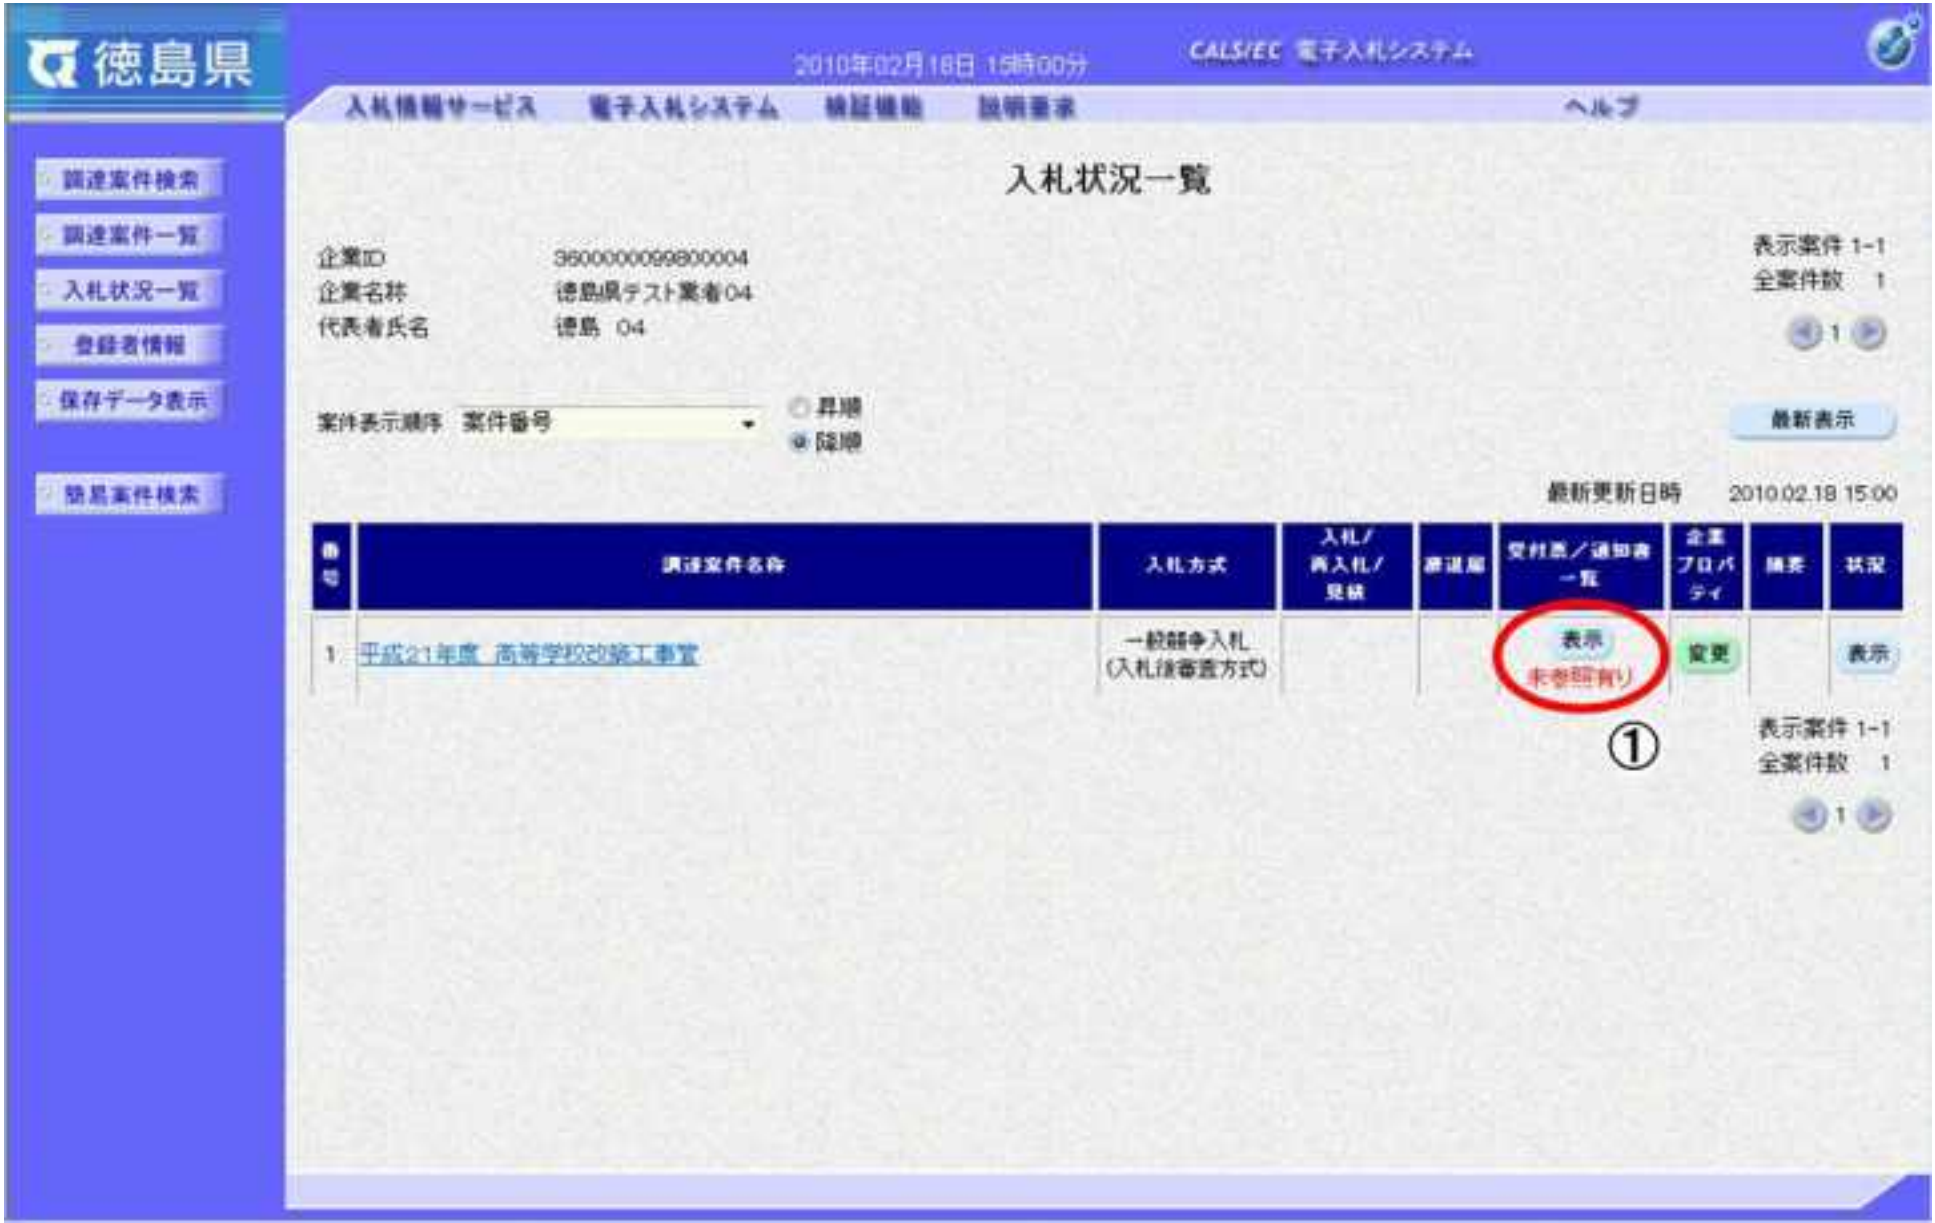 徳島県
2010年02月18日 15時00分
CALS/EC 電子入札システム
入札情報サービス 電子入札システム 検証機能 説明要求 ヘルプ
調達案件検索
調達案件一覧
入札状況一覧
登録者情報
保存データ表示
簡易案件検索
入札状況一覧
企業ID 3600000099800004
企業名称 徳島県テスト業者04
代表者氏名 徳島 04
表示案件 1-1
全案件数 1
1
案件表示順序 案件番号
昇順
降順
最新表示
最新更新日時 2010.02.18 15:00
番号
調達案件名称
入札方式
入札/
再入札/
見積
辞退届
受付票/通知書
一覧
企業
プロパ
ティ
摘要
状況
1 平成21年度 高等学校改築工事官
一般競争入札
(入札後審査方式)
表示
未参照有り
変更
表示
①
表示案件 1-1
全案件数 1
1